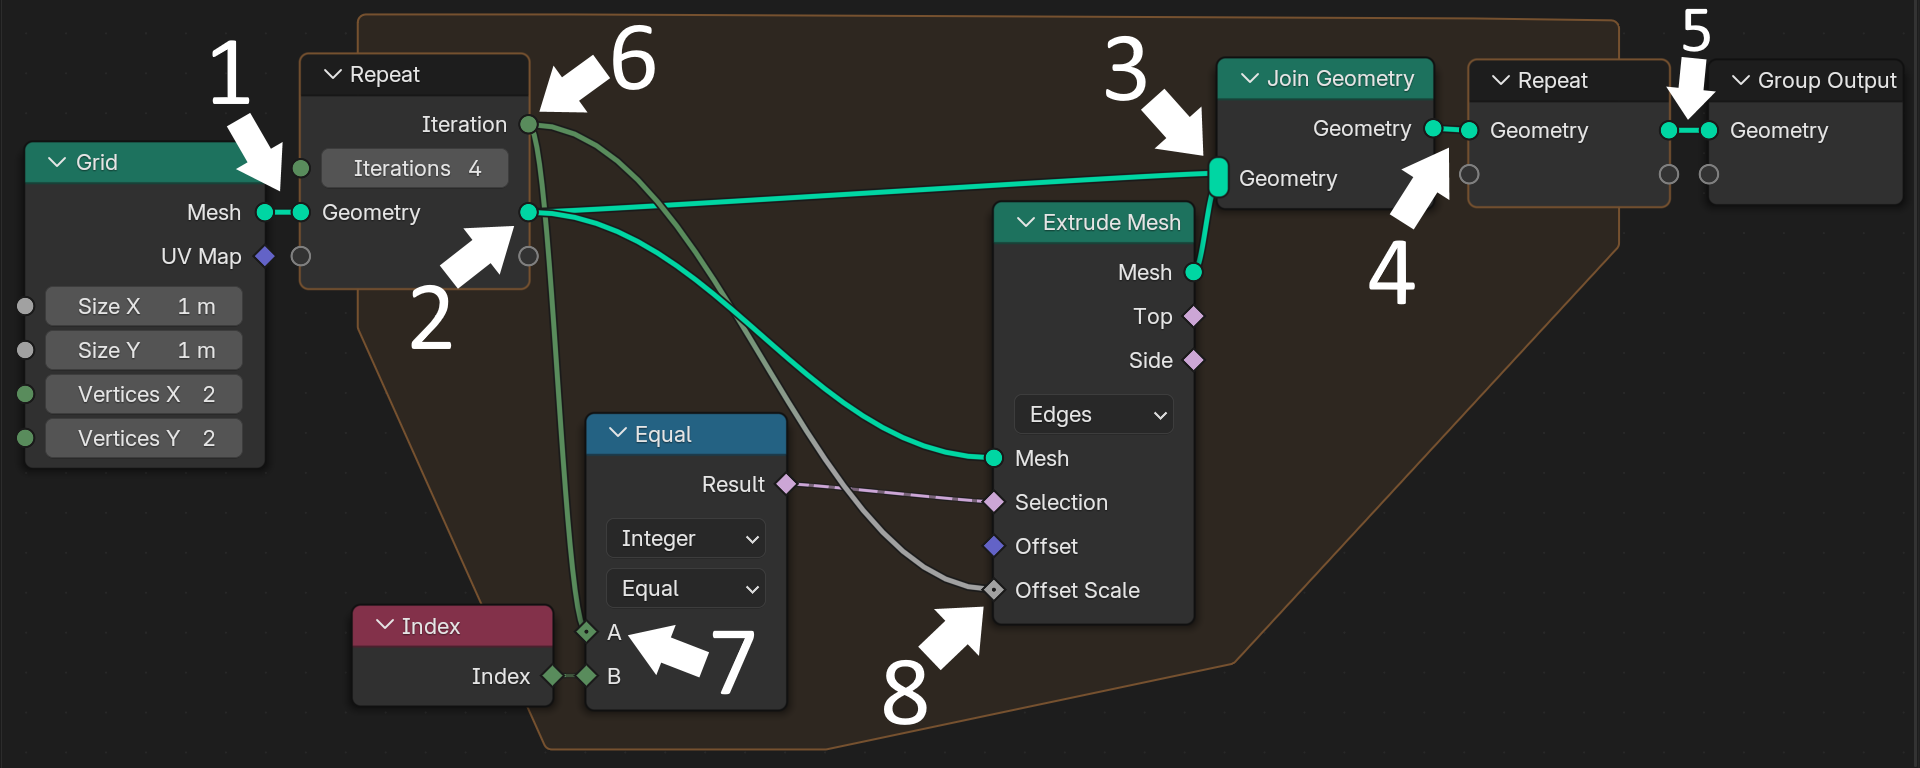 1
Grid
Mesh
UV Map
Size X 1 m
Size Y 1 m
Vertices X 2
Vertices Y 2
Repeat
Iteration
Iterations 4
Geometry
6
2
Index
Index
Equal
Result
Integer
Equal
A
B
7
Extrude Mesh
Mesh
Top
Side
Edges
Mesh
Selection
Offset
Offset Scale
8
3
Join Geometry
Geometry
Geometry
4
Repeat
Geometry
5
Group Output
Geometry